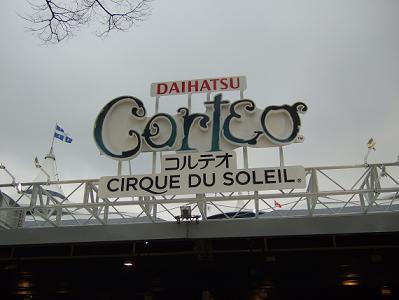 DAIHATSU
Corteo
コルテオ
CIRQUE DU SOLEIL®